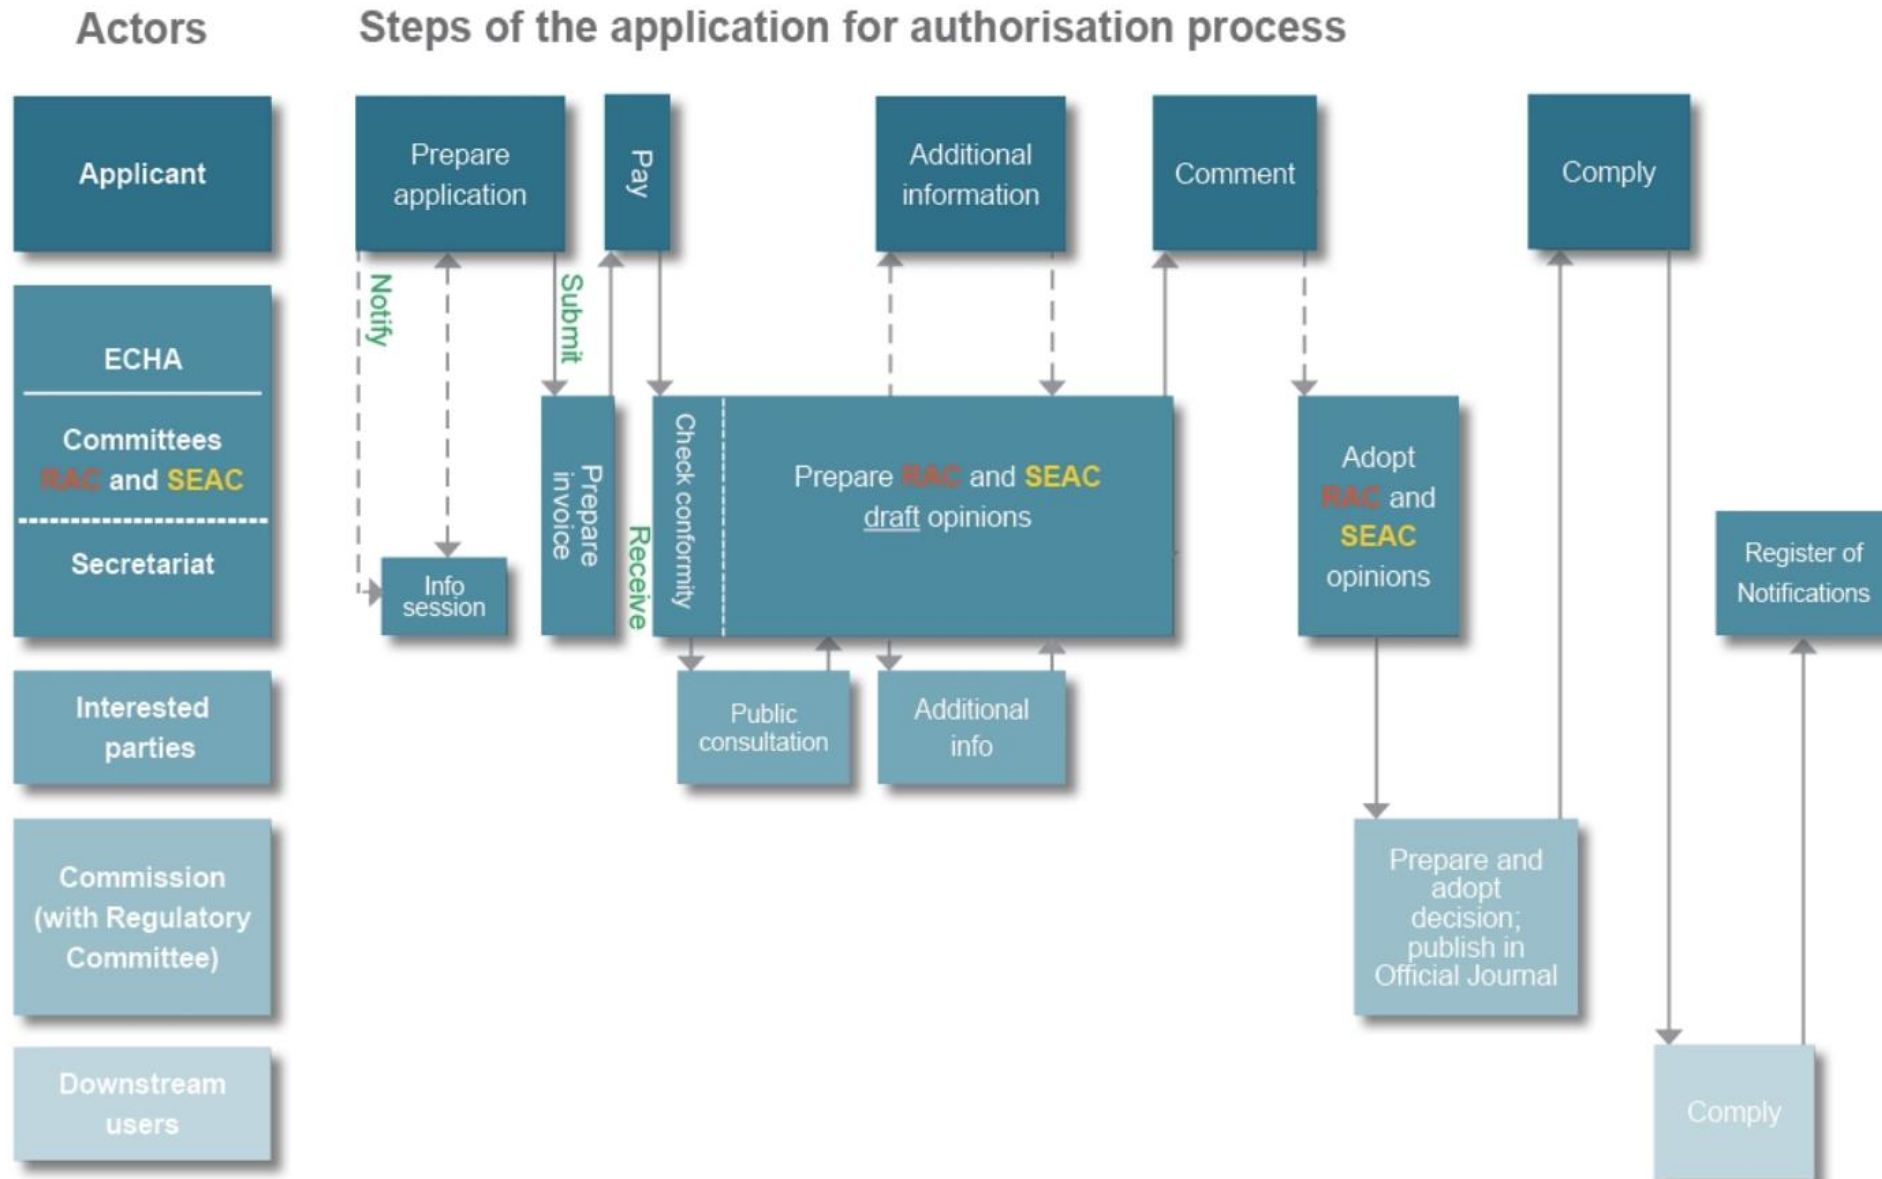 Actors
Steps of the application for authorisation process
Applicant
Prepare
application
Pay
Additional
information
Comment
Comply
Notify
Submit
ECHA
Committees
RAC and SEAC
Secretariat
Info
session
Prepare
invoice
Receive
Check conformity
Prepare RAC and SEAC
draft opinions
Adopt
RAC and
SEAC
opinions
Register of
Notifications
Interested
parties
Public
consultation
Additional
info
Commission
(with Regulatory
Committee)
Prepare and
adopt
decision;
publish in
Official Journal
Downstream
users
Comply